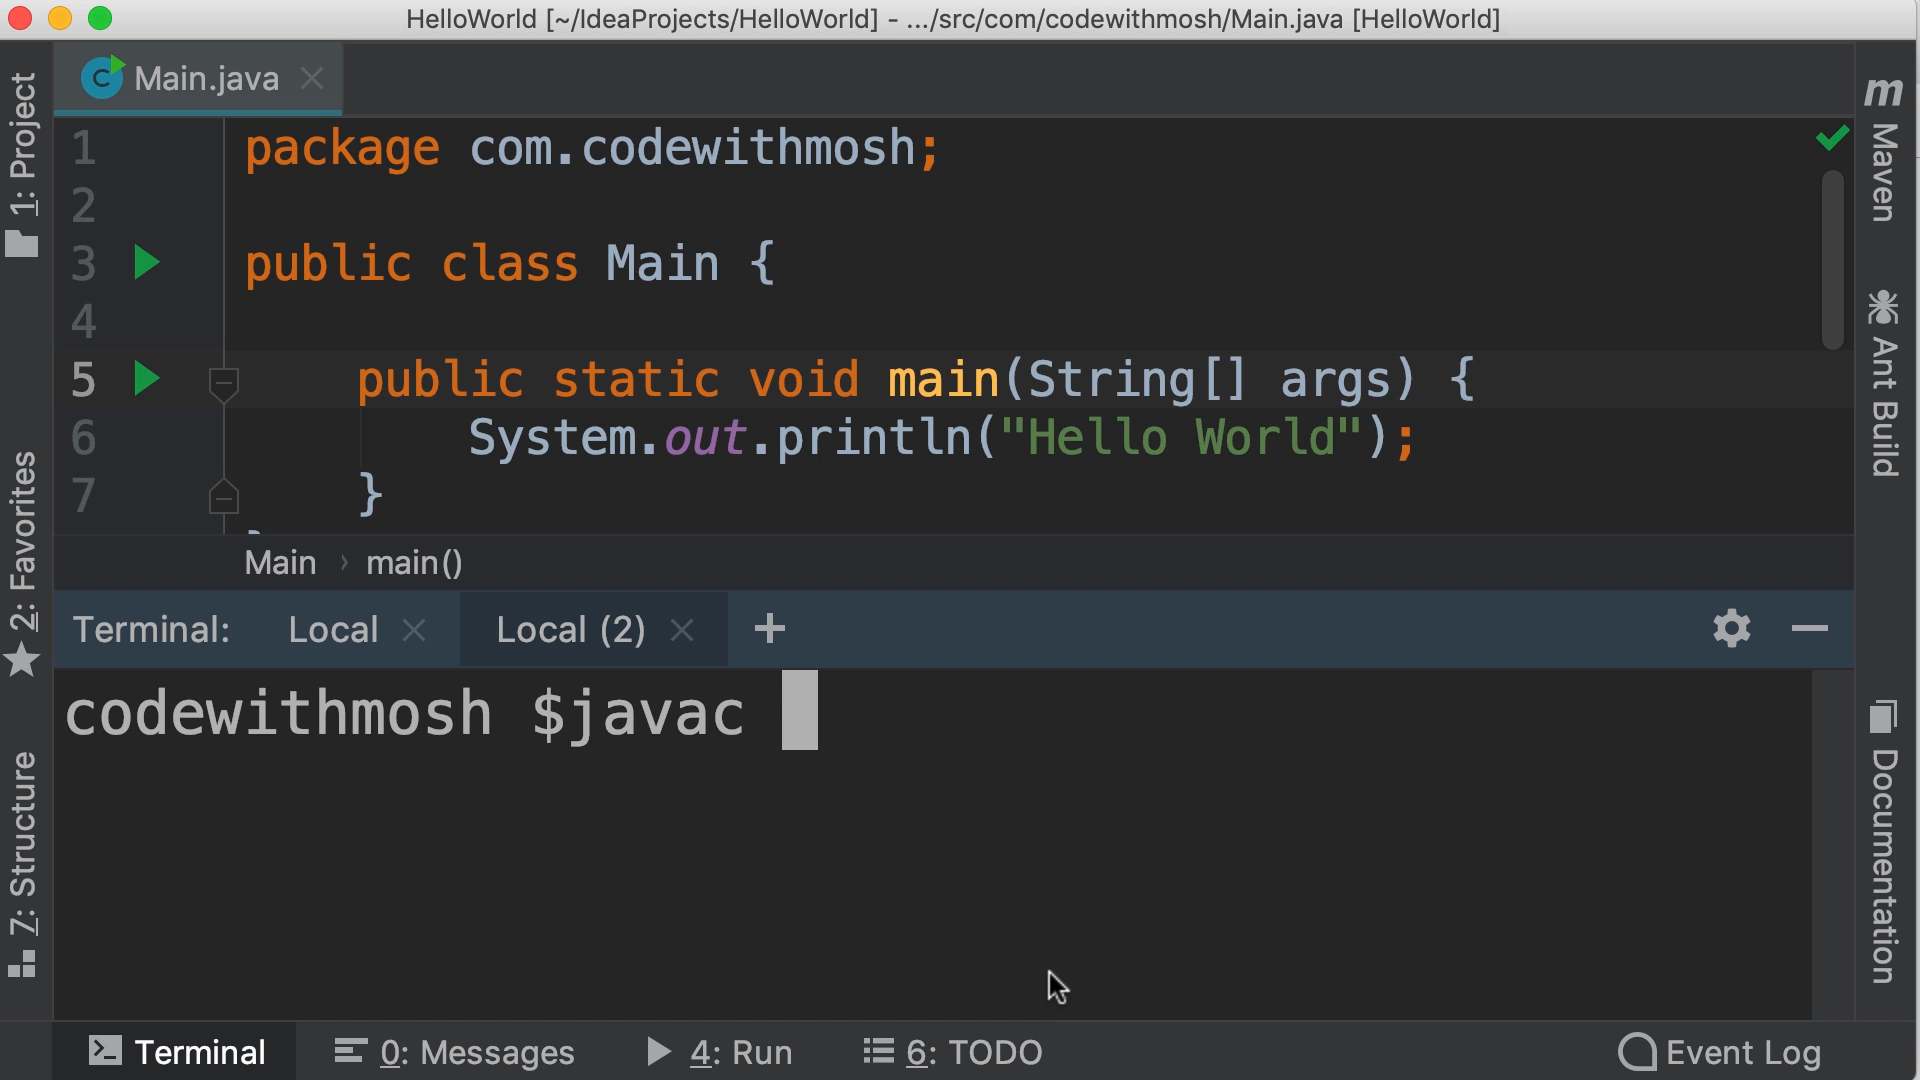 HelloWorld [~/IdeaProjects/HelloWorld] - .../src/com/codewithmosh/Main.java [HelloWorld]
Main.java
1: Project
2: Favorites
7: Structure
1 package com.codewithmosh;
2
3 public class Main {
4
5 public static void main(String[] args) {
6 System.out.println("Hello World");
7 }
Main › main()
m Maven
Ant Build
Documentation
Terminal: Local Local (2)
codewithmosh $javac
Terminal 0: Messages 4: Run 6: TODO Event Log